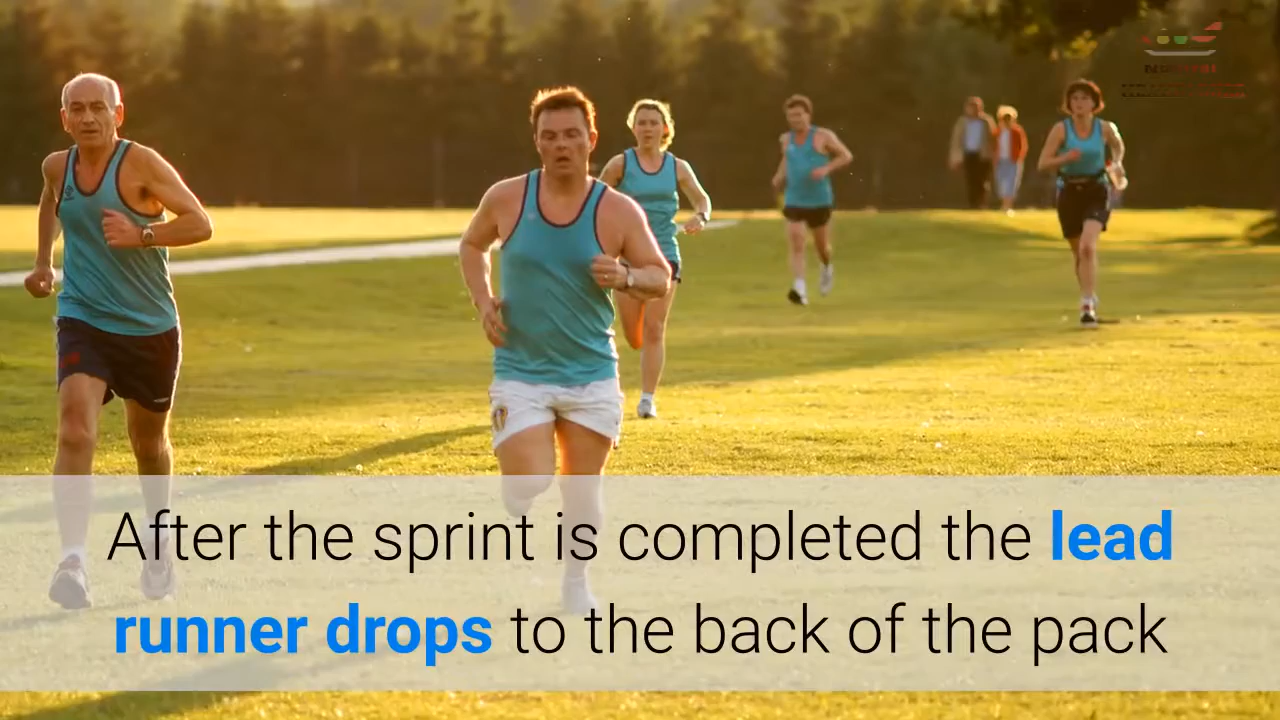 After the sprint is completed the lead
runner drops to the back of the pack